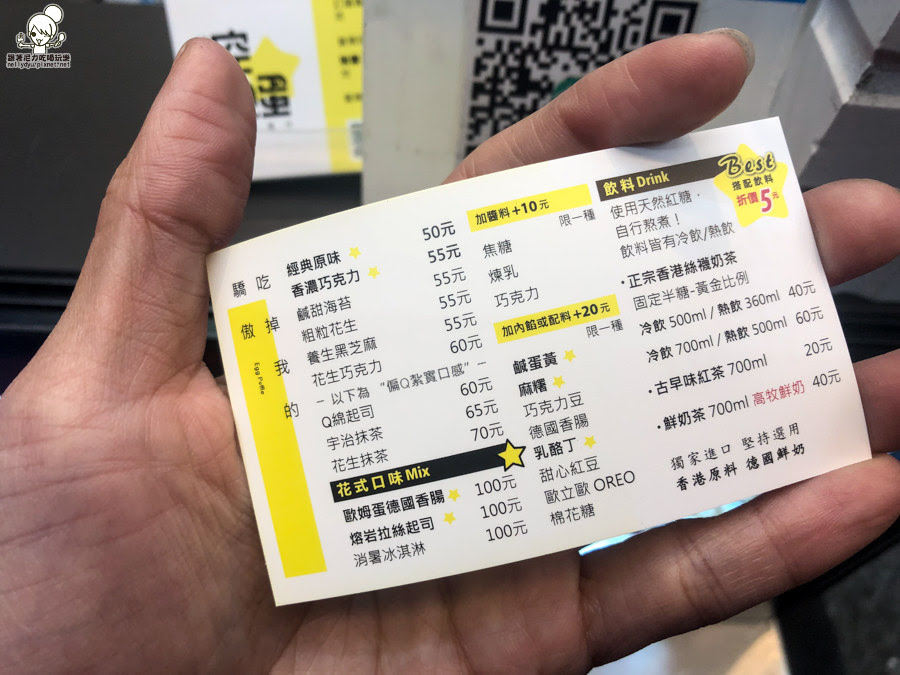 跟著尼力吃喝玩樂
nellydyu.pixnet.net
蛋
驕 吃
傲 掉
我
的
Egg Puffle
經典原味 50元
香濃巧克力 55元
鹹甜海苔 55元
粗粒花生 55元
養生黑芝麻 55元
花生巧克力 60元
－以下為 “偏Q紮實口感”－
Q綿起司 60元
宇治抹茶 65元
花生抹茶 70元
花式口味 Mix
歐姆蛋德國香腸 100元
熔岩拉絲起司 100元
消暑冰淇淋 100元
加醬料+10元
限一種
焦糖
煉乳
巧克力
加內餡或配料+20元
限一種
鹹蛋黃
麻糬
巧克力豆
德國香腸
乳酪丁
甜心紅豆
歐立歐 OREO
棉花糖
飲料 Drink
Best
搭配飲料
折價5元
使用天然紅糖．
自行熬煮！
飲料皆有冷飲/熱飲
•正宗香港絲襪奶茶
固定半糖-黃金比例
冷飲 500ml / 熱飲 360ml 40元
冷飲 700ml / 熱飲 500ml 60元
•古早味紅茶 700ml 20元
•鮮奶茶 700ml 高牧鮮奶 40元
獨家進口 堅持選用
香港原料 德國鮮奶